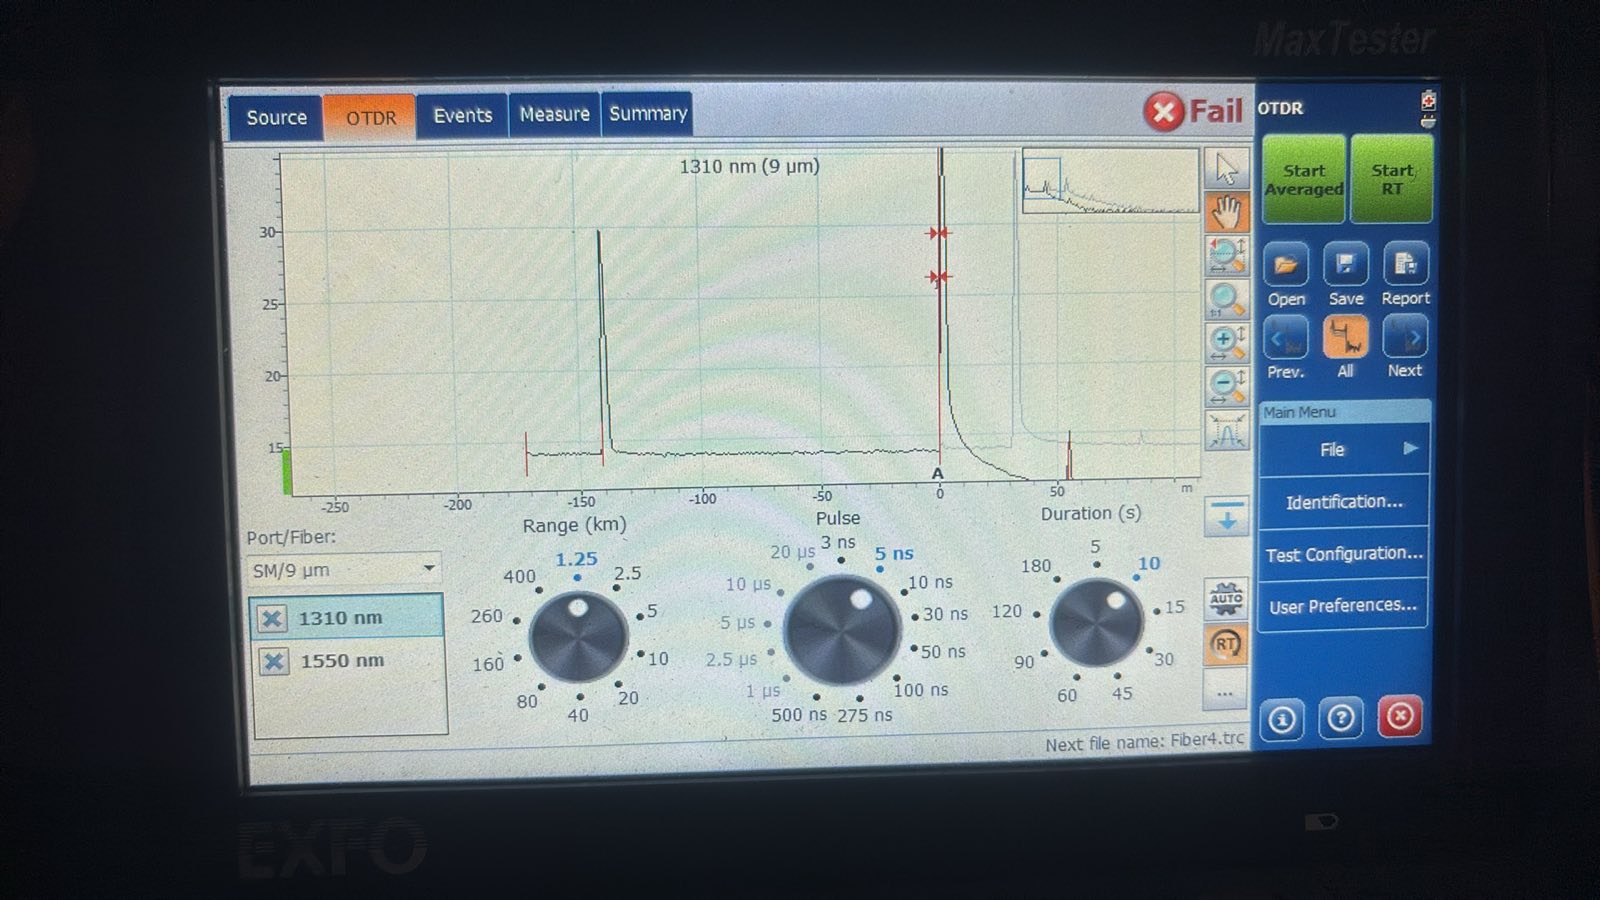 MaxTester
Source OTDR Events Measure Summary Fail OTDR
1310 nm (9 µm)
Start Averaged
Start RT
30
25
20
15
-250 -200 -150 -100 -50 0 50 m
A
1:1
Open Save Report
Prev. All Next
Main Menu
File
Identification...
Test Configuration...
User Preferences...
Port/Fiber:
SM/9 µm
1310 nm
1550 nm
Range (km)
1.25
2.5
5
10
20
40
80
160
260
400
Pulse
3 ns
5 ns
10 ns
30 ns
50 ns
100 ns
275 ns
500 ns
1 µs
2.5 µs
5 µs
10 µs
20 µs
Duration (s)
5
10
15
30
45
60
90
120
180
AUTO
RT
...
Next file name: Fiber4.trc
EXFO